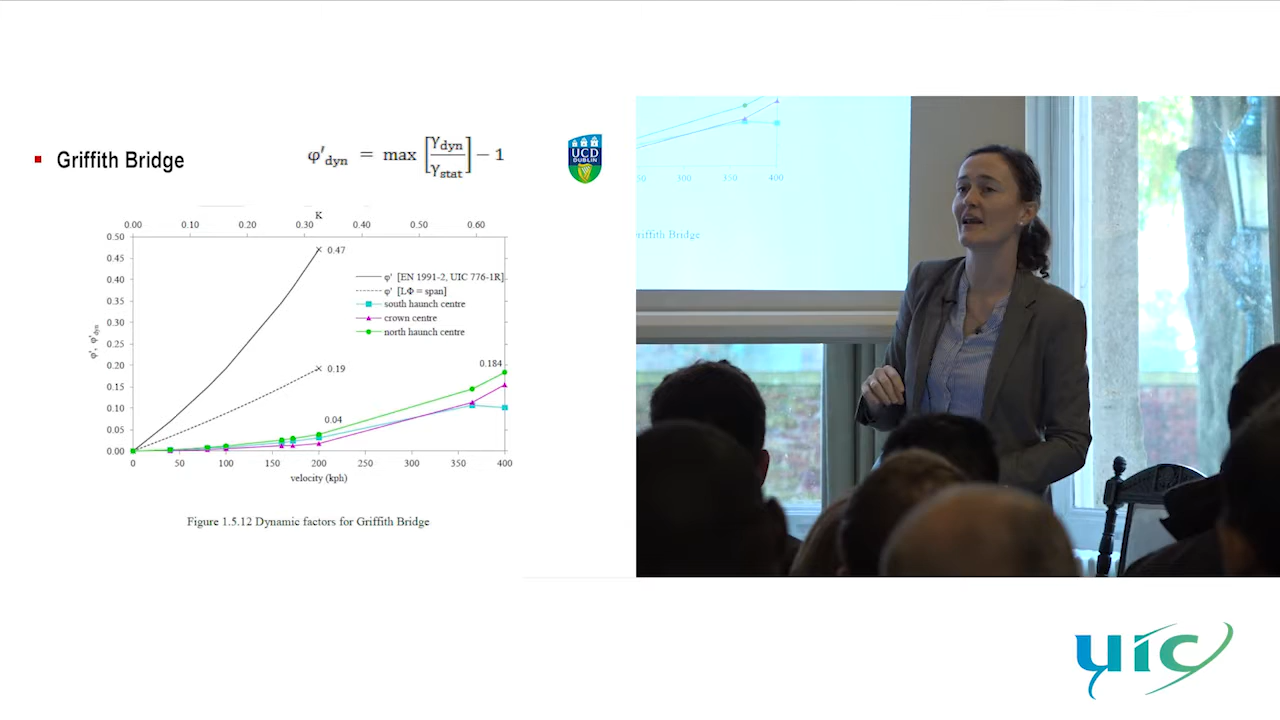 Griffith Bridge
φ'dyn = max [γdyn / γstat] − 1
UCD
DUBLIN
K
0.00 0.10 0.20 0.30 0.40 0.50 0.60
0.50
0.45
0.40
0.35
0.30
0.25
0.20
0.15
0.10
0.05
0.00
φ', φ'dyn
0.47
φ' [EN 1991-2, UIC 776-1R]
φ' [LΦ = span]
south haunch centre
crown centre
north haunch centre
0.19
0.184
0.04
0 50 100 150 200 250 300 350 400
velocity (kph)
Figure 1.5.12 Dynamic factors for Griffith Bridge
50 300 350 400
riffith Bridge
uic